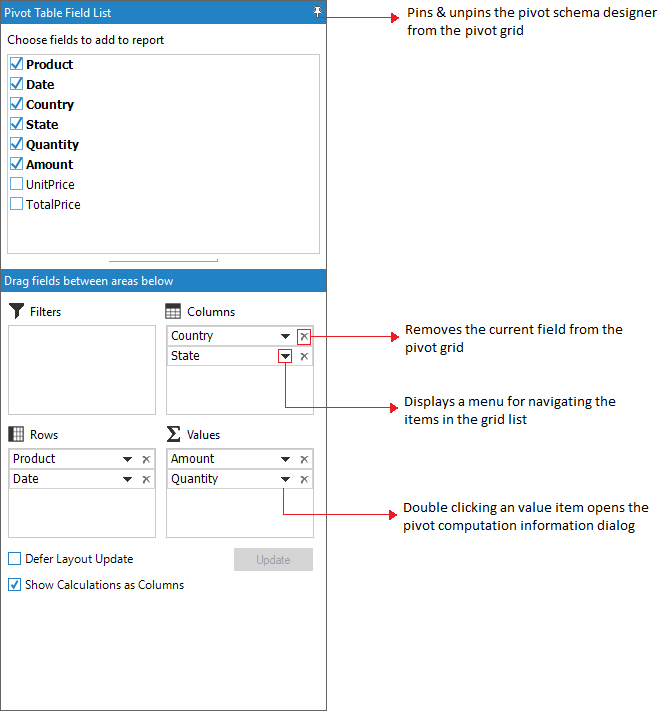 Pivot Table Field List
Pins & unpins the pivot schema designer
from the pivot grid
Choose fields to add to report
Product
Date
Country
State
Quantity
Amount
UnitPrice
TotalPrice
Drag fields between areas below
Filters
Columns
Country
State
Removes the current field from the
pivot grid
Displays a menu for navigating the
items in the grid list
Rows
Values
Product
Date
Amount
Quantity
Double clicking an value item opens the
pivot computation information dialog
Defer Layout Update
Update
Show Calculations as Columns